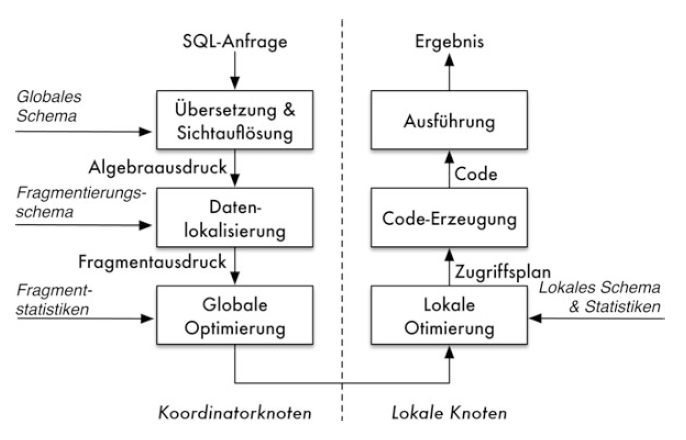 SQL-Anfrage
Globales
Schema
Übersetzung &
Sichtauflösung
Algebraausdruck
Fragmentierungs-
schema
Daten-
lokalisierung
Fragmentausdruck
Fragment-
statistiken
Globale
Optimierung
Koordinatorknoten
Ergebnis
Ausführung
Code
Code-Erzeugung
Zugriffsplan
Lokale
Otimierung
Lokales Schema
& Statistiken
Lokale Knoten